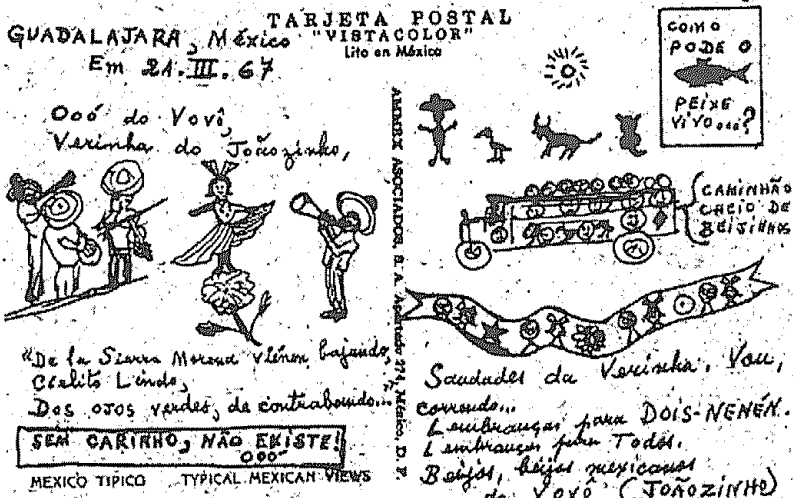 TARJETA POSTAL
"VISTACOLOR"
Lito en México
GUADALAJARA, México
Em 21.III.67
Ooó do Vovô,
Verinha do Joãozinho,
"De la Sierra Morena vienen bajando,
Cielito Lindo,
Dos ojos verdes, de contrabando...
SEM CARINHO, NÃO EXISTE!
Ooo
MEXICO TIPICO TYPICAL MEXICAN VIEWS
AMMEX ASOCIADOS, S. A. Apartado 274, México, D. F.
COMO
PODE O
PEIXE
VIVO....?
CAMINHÃO
CHEIO DE
BEIJINHOS
Saudades da Verinha. Vou,
correndo...
Lembranças para DOIS-NENÉN.
Lembranças para Todos.
Beijos, beijos mexicanos
do Vovô (JOÃOZINHO)